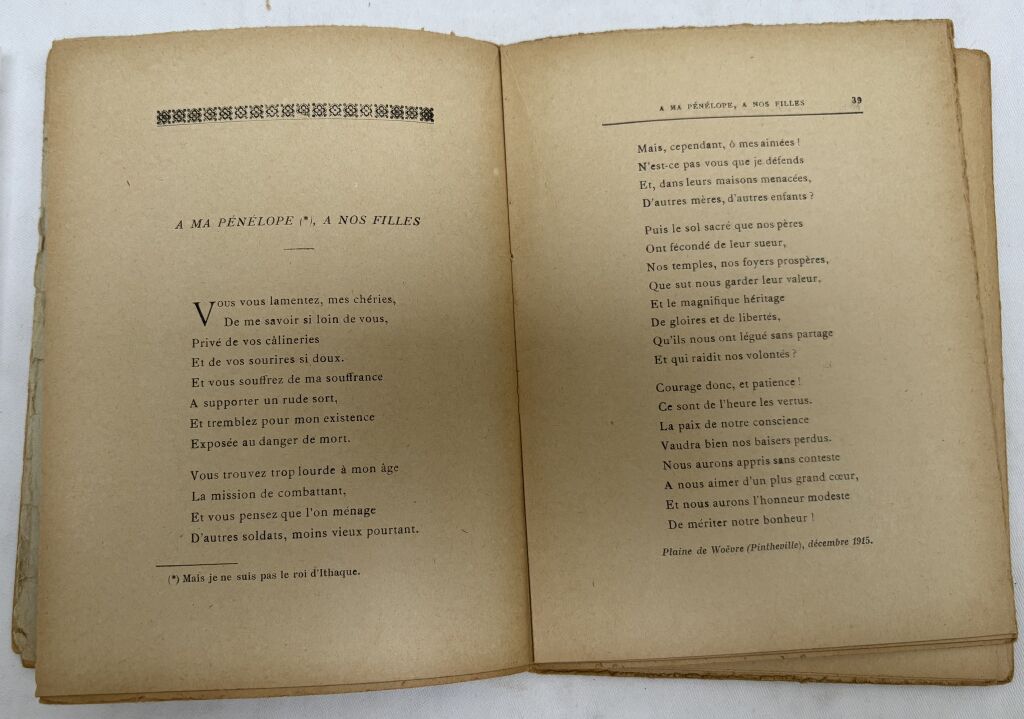 A MA PÉNÉLOPE (*), A NOS FILLES
Vous vous lamentez, mes chéries,
De me savoir si loin de vous,
Privé de vos câlineries
Et de vos sourires si doux.
Et vous souffrez de ma souffrance
A supporter un rude sort,
Et tremblez pour mon existence
Exposée au danger de mort.
Vous trouvez trop lourde à mon âge
La mission de combattant,
Et vous pensez que l'on ménage
D'autres soldats, moins vieux pourtant.
(*) Mais je ne suis pas le roi d'Ithaque.
A MA PÉNÉLOPE, A NOS FILLES 39
Mais, cependant, ô mes aimées !
N'est-ce pas vous que je défends
Et, dans leurs maisons menacées,
D'autres mères, d'autres enfants ?
Puis le sol sacré que nos pères
Ont fécondé de leur sueur,
Nos temples, nos foyers prospères,
Que sut nous garder leur valeur,
Et le magnifique héritage
De gloires et de libertés,
Qu'ils nous ont légué sans partage
Et qui raidit nos volontés ?
Courage donc, et patience !
Ce sont de l'heure les vertus.
La paix de notre conscience
Vaudra bien nos baisers perdus.
Nous aurons appris sans conteste
A nous aimer d'un plus grand cœur,
Et nous aurons l'honneur modeste
De mériter notre bonheur !
Plaine de Woëvre (Pintheville), décembre 1915.